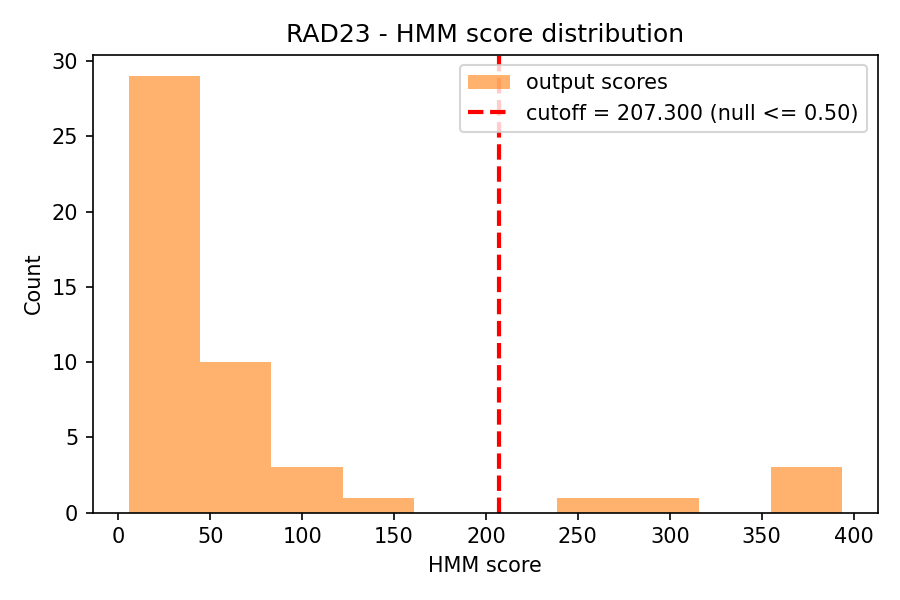 RAD23 - HMM score distribution
30
25
20
15
10
5
0
Count
output scores
cutoff = 207.300 (null <= 0.50)
0 50 100 150 200 250 300 350 400
HMM score